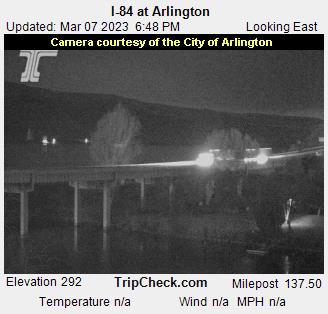 I-84 at Arlington
Updated: Mar 07 2023 6:48 PM Looking East
Camera courtesy of the City of Arlington
Elevation 292 TripCheck.com Milepost 137.50
Temperature n/a Wind n/a MPH n/a